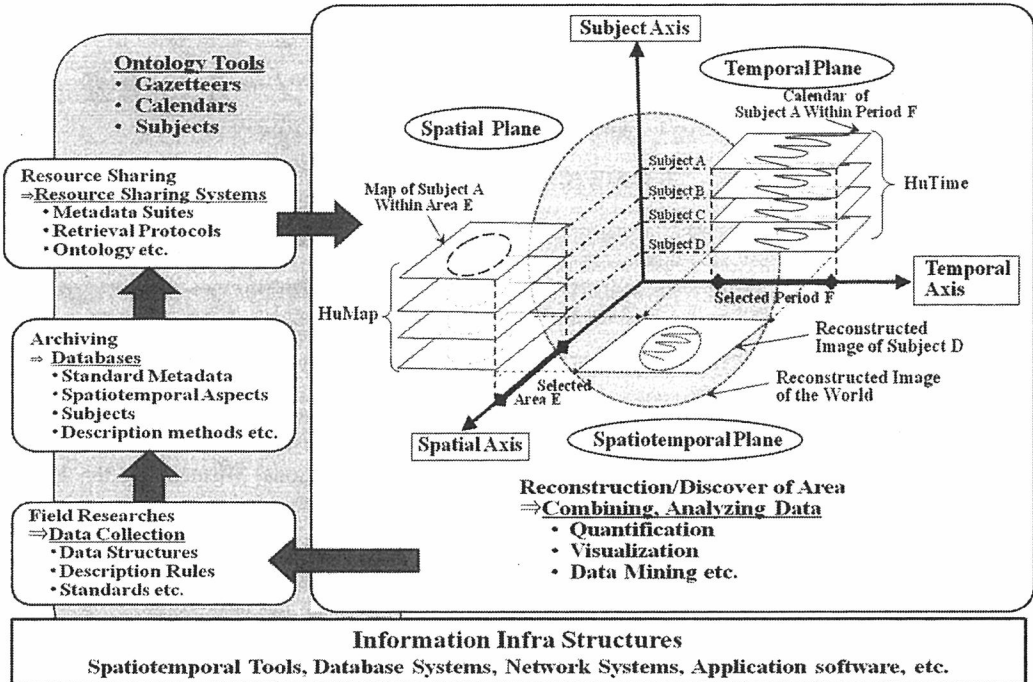 Ontology Tools
• Gazetteers
• Calendars
• Subjects
Resource Sharing
⇒Resource Sharing Systems
• Metadata Suites
• Retrieval Protocols
• Ontology etc.
Archiving
⇒ Databases
• Standard Metadata
• Spatiotemporal Aspects
• Subjects
• Description methods etc.
Field Researches
⇒Data Collection
• Data Structures
• Description Rules
• Standards etc.
Subject Axis
Temporal Plane
Calendar of
Subject A Within Period F
Spatial Plane
Map of Subject A
Within Area E
Subject A
Subject B
Subject C
Subject D
HuTime
HuMap
Temporal
Axis
Selected Period F
Reconstructed
Image of Subject D
Reconstructed Image
of the World
Selected
Area E
Spatial Axis
Spatiotemporal Plane
Reconstruction/Discover of Area
⇒Combining, Analyzing Data
• Quantification
• Visualization
• Data Mining etc.
Information Infra Structures
Spatiotemporal Tools, Database Systems, Network Systems, Application software, etc.